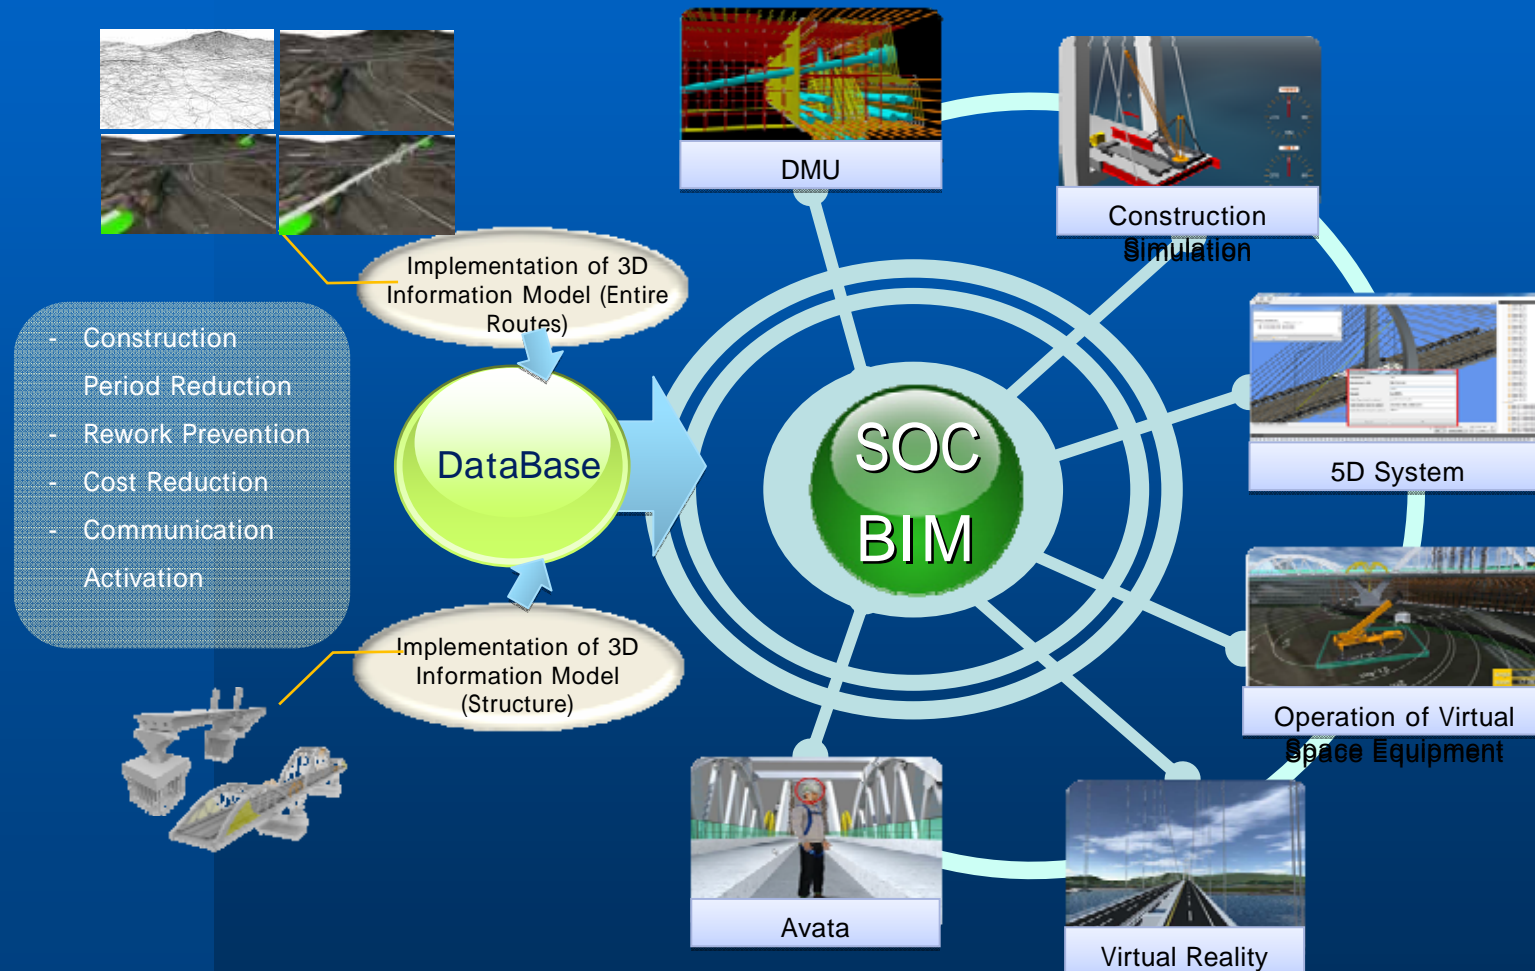 DMU
Construction
Simulation
Implementation of 3D
Information Model (Entire
Routes)
- Construction
Period Reduction
- Rework Prevention
- Cost Reduction
- Communication
Activation
DataBase
SOC
BIM
5D System
Implementation of 3D
Information Model
(Structure)
Operation of Virtual
Space Equipment
Avata
Virtual Reality